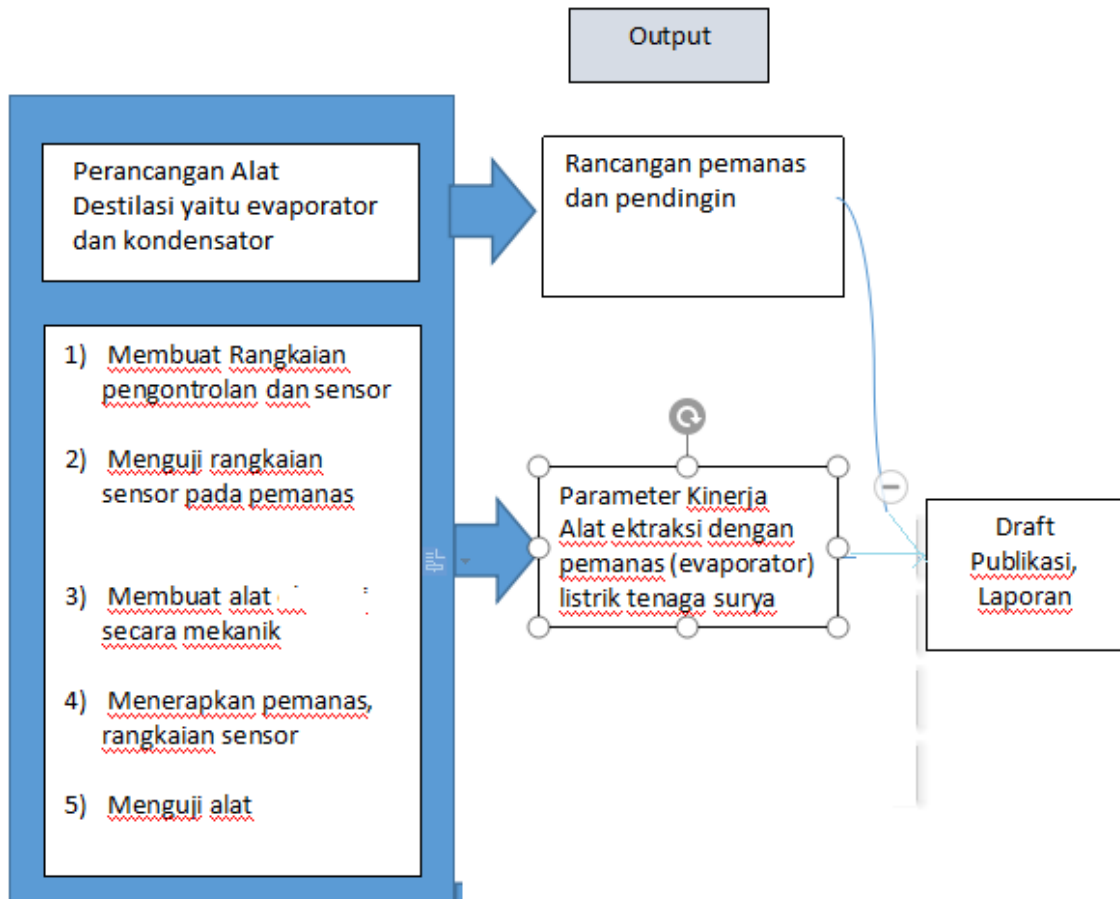 Output
Perancangan Alat
Destilasi yaitu evaporator
dan kondensator
Rancangan pemanas
dan pendingin
1) Membuat Rangkaian
pengontrolan dan sensor
2) Menguji rangkaian
sensor pada pemanas
3) Membuat alat
secara mekanik
4) Menerapkan pemanas,
rangkaian sensor
5) Menguji alat
Parameter Kinerja
Alat ektraksi dengan
pemanas (evaporator)
listrik tenaga surya
Draft
Publikasi,
Laporan